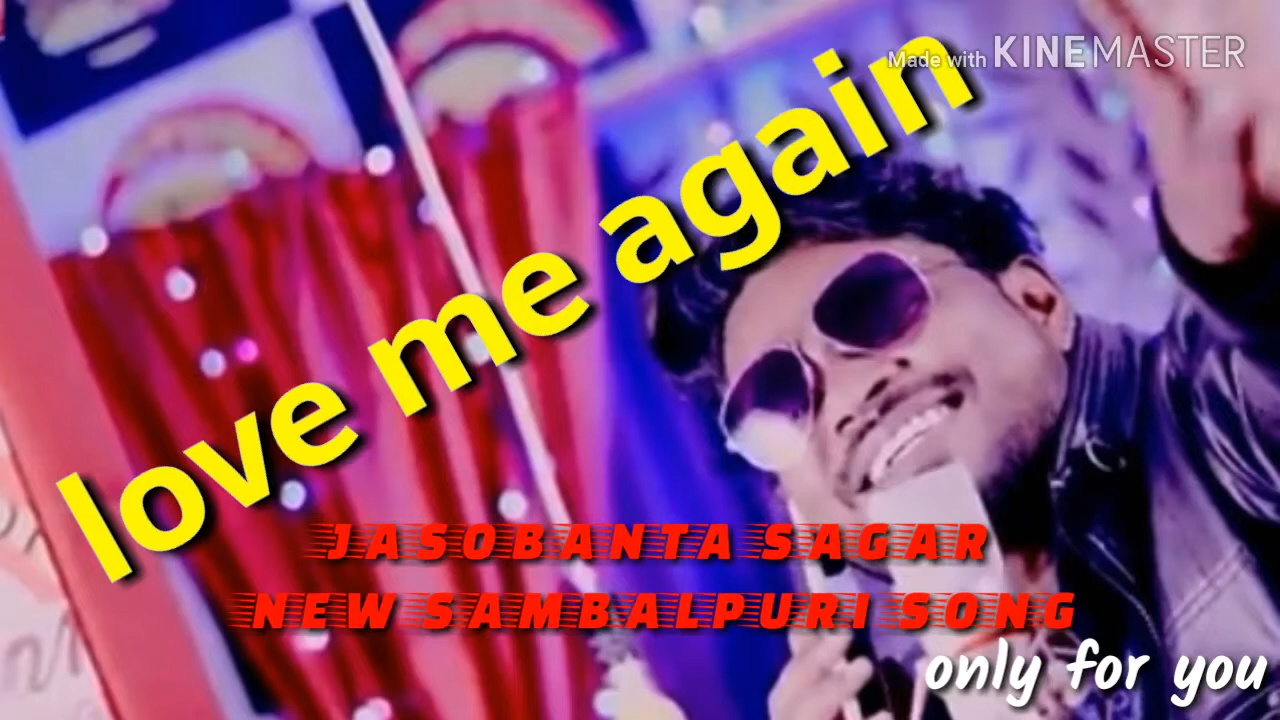 Made with KINEMASTER
love me again
JASOBANTA SAGAR
NEW SAMBALPURI SONG
only for you